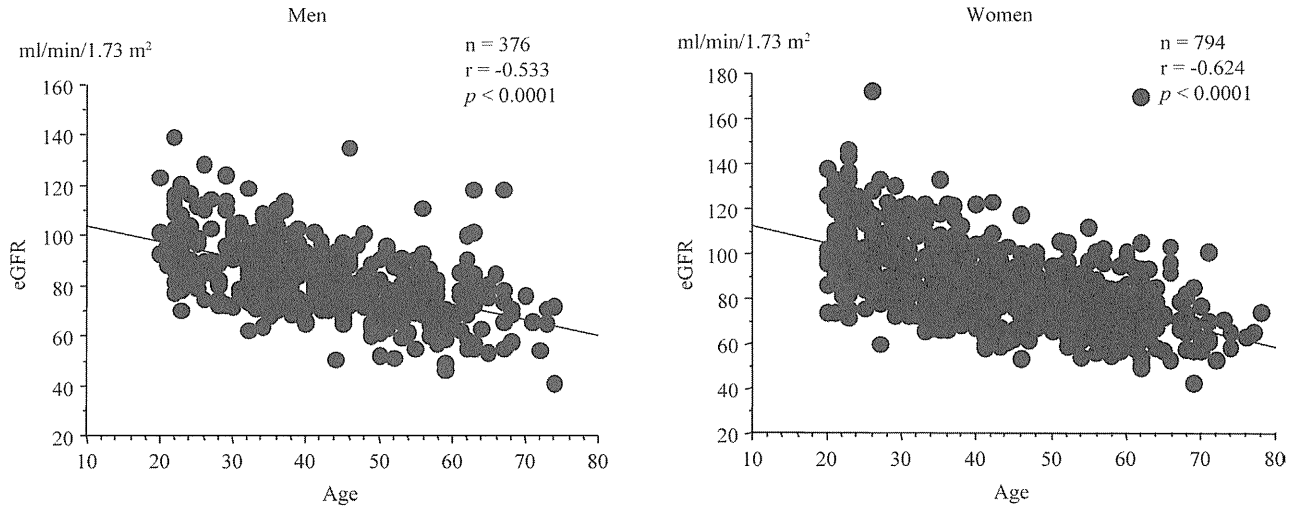 Men
ml/min/1.73 m²
n = 376
r = -0.533
p < 0.0001
160
140
120
100
80
60
40
20
eGFR
10 20 30 40 50 60 70 80
Age
Women
ml/min/1.73 m²
n = 794
r = -0.624
p < 0.0001
180
160
140
120
100
80
60
40
20
eGFR
10 20 30 40 50 60 70 80
Age